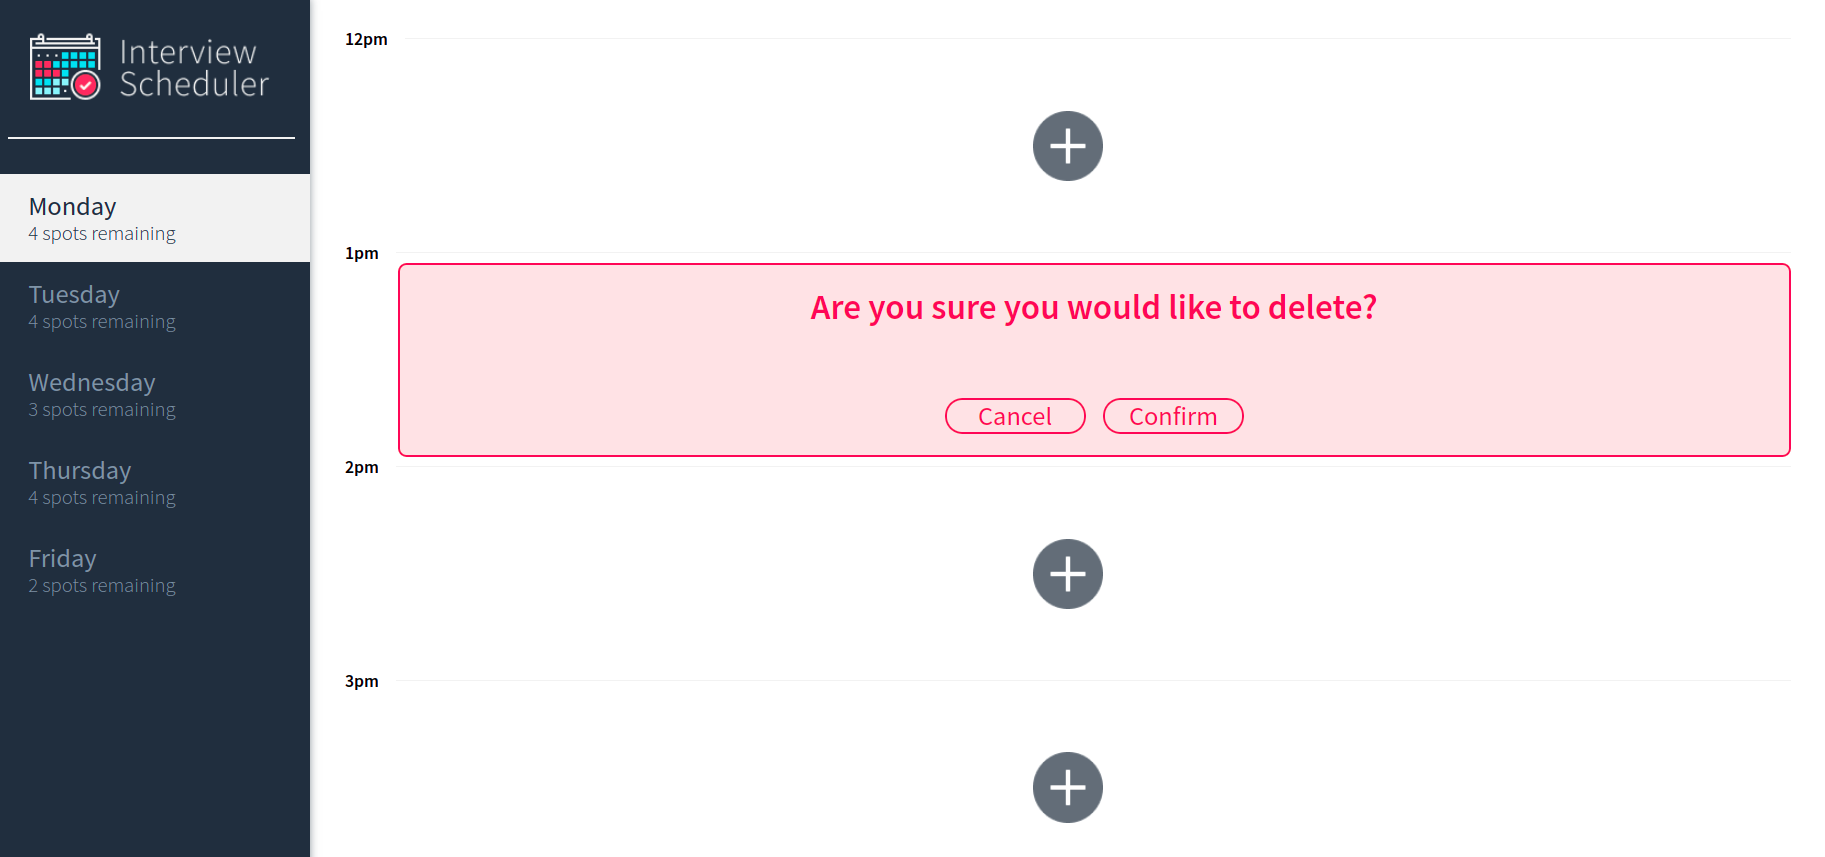 Interview
Scheduler
Monday
4 spots remaining
Tuesday
4 spots remaining
Wednesday
3 spots remaining
Thursday
4 spots remaining
Friday
2 spots remaining
12pm
1pm
Are you sure you would like to delete?
Cancel Confirm
2pm
3pm